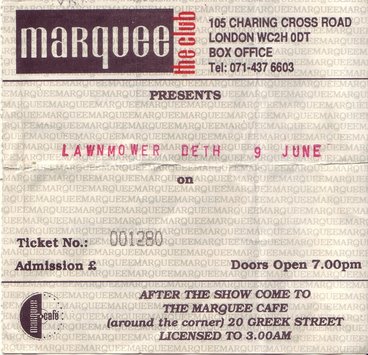 marquee
the club
105 CHARING CROSS ROAD
LONDON WC2H 0DT
BOX OFFICE
Tel: 071-437 6603
PRESENTS
LAWNMOWER DETH 9 JUNE
on
Ticket No.: 001280
Admission £
Doors Open 7.00pm
marquee
café
AFTER THE SHOW COME TO
THE MARQUEE CAFE
(around the corner) 20 GREEK STREET
LICENSED TO 3.00AM